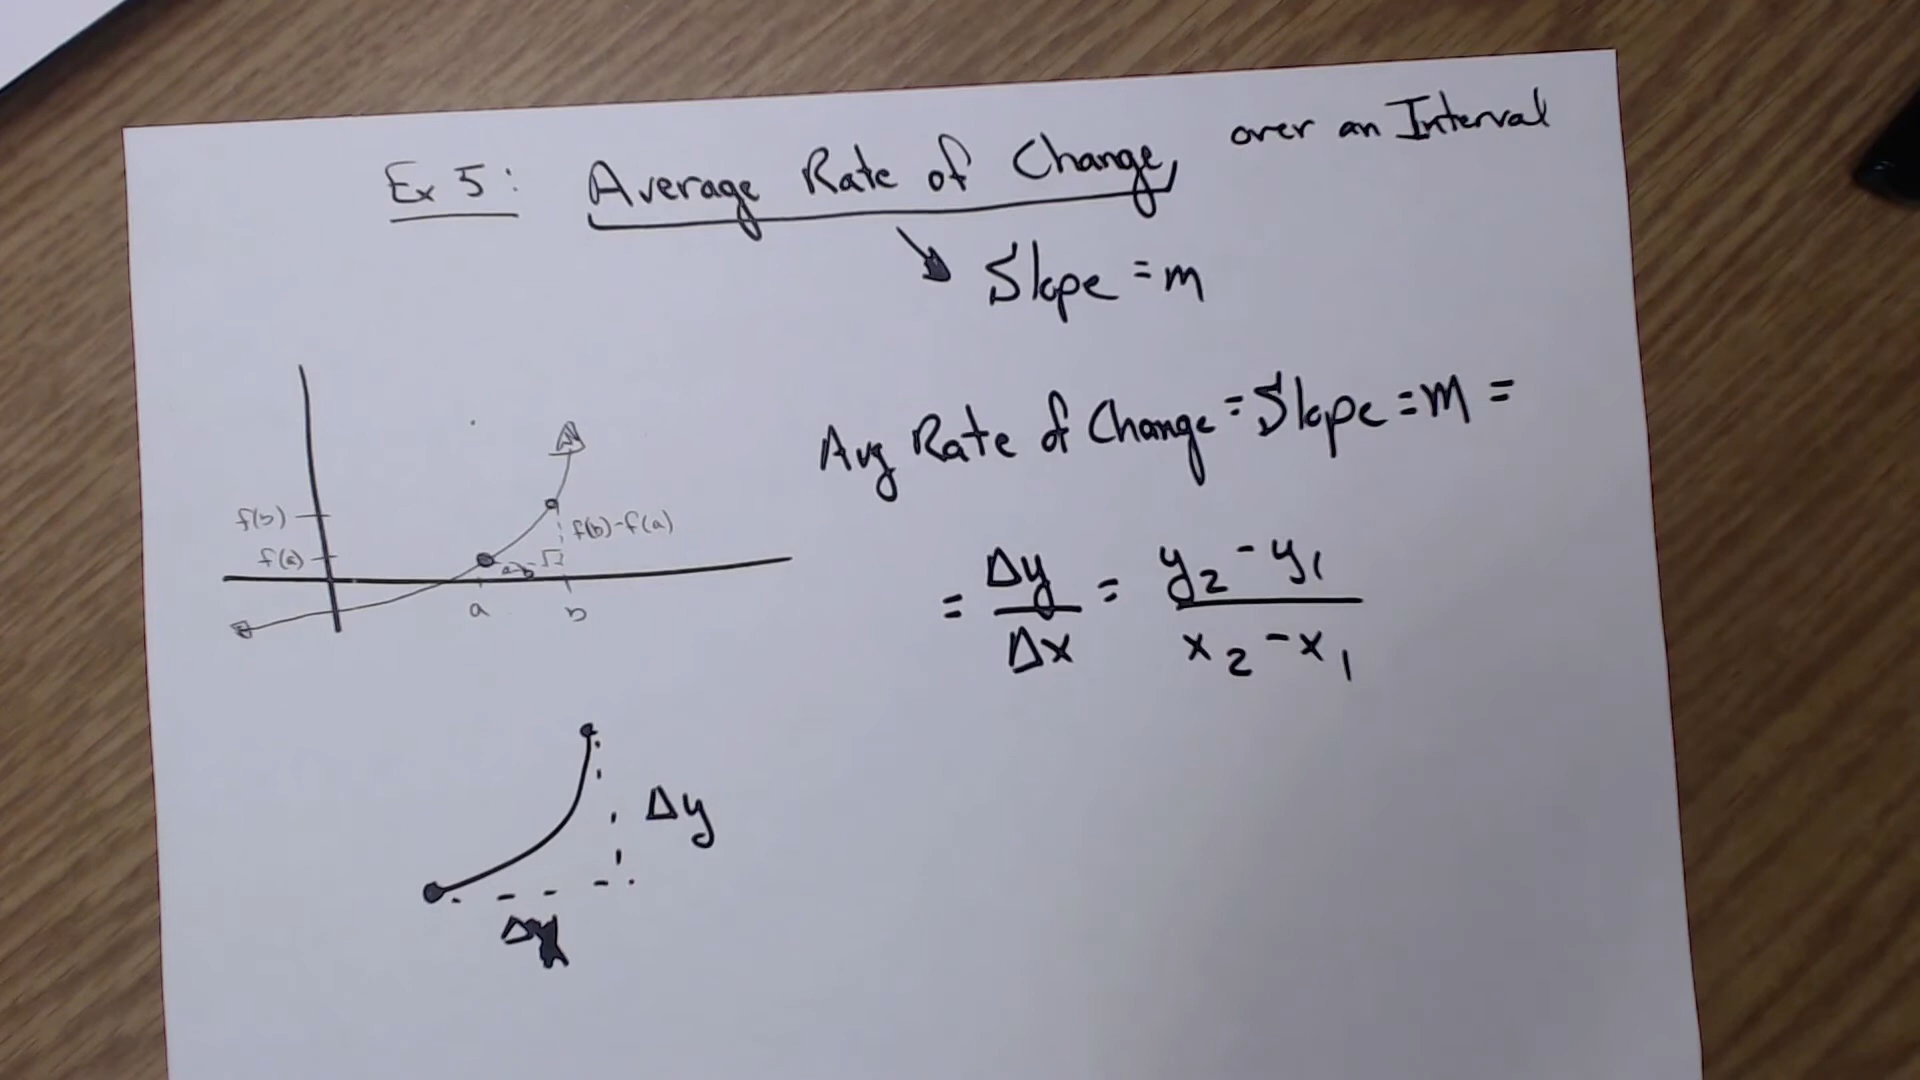 Ex 5: Average Rate of Change, over an Interval
Slope = m
Avg Rate of Change = Slope = m =
f(b)
f(b)-f(a)
f(a)
a
b
= Δy/Δx = y₂ - y₁/x₂ - x₁
Δy